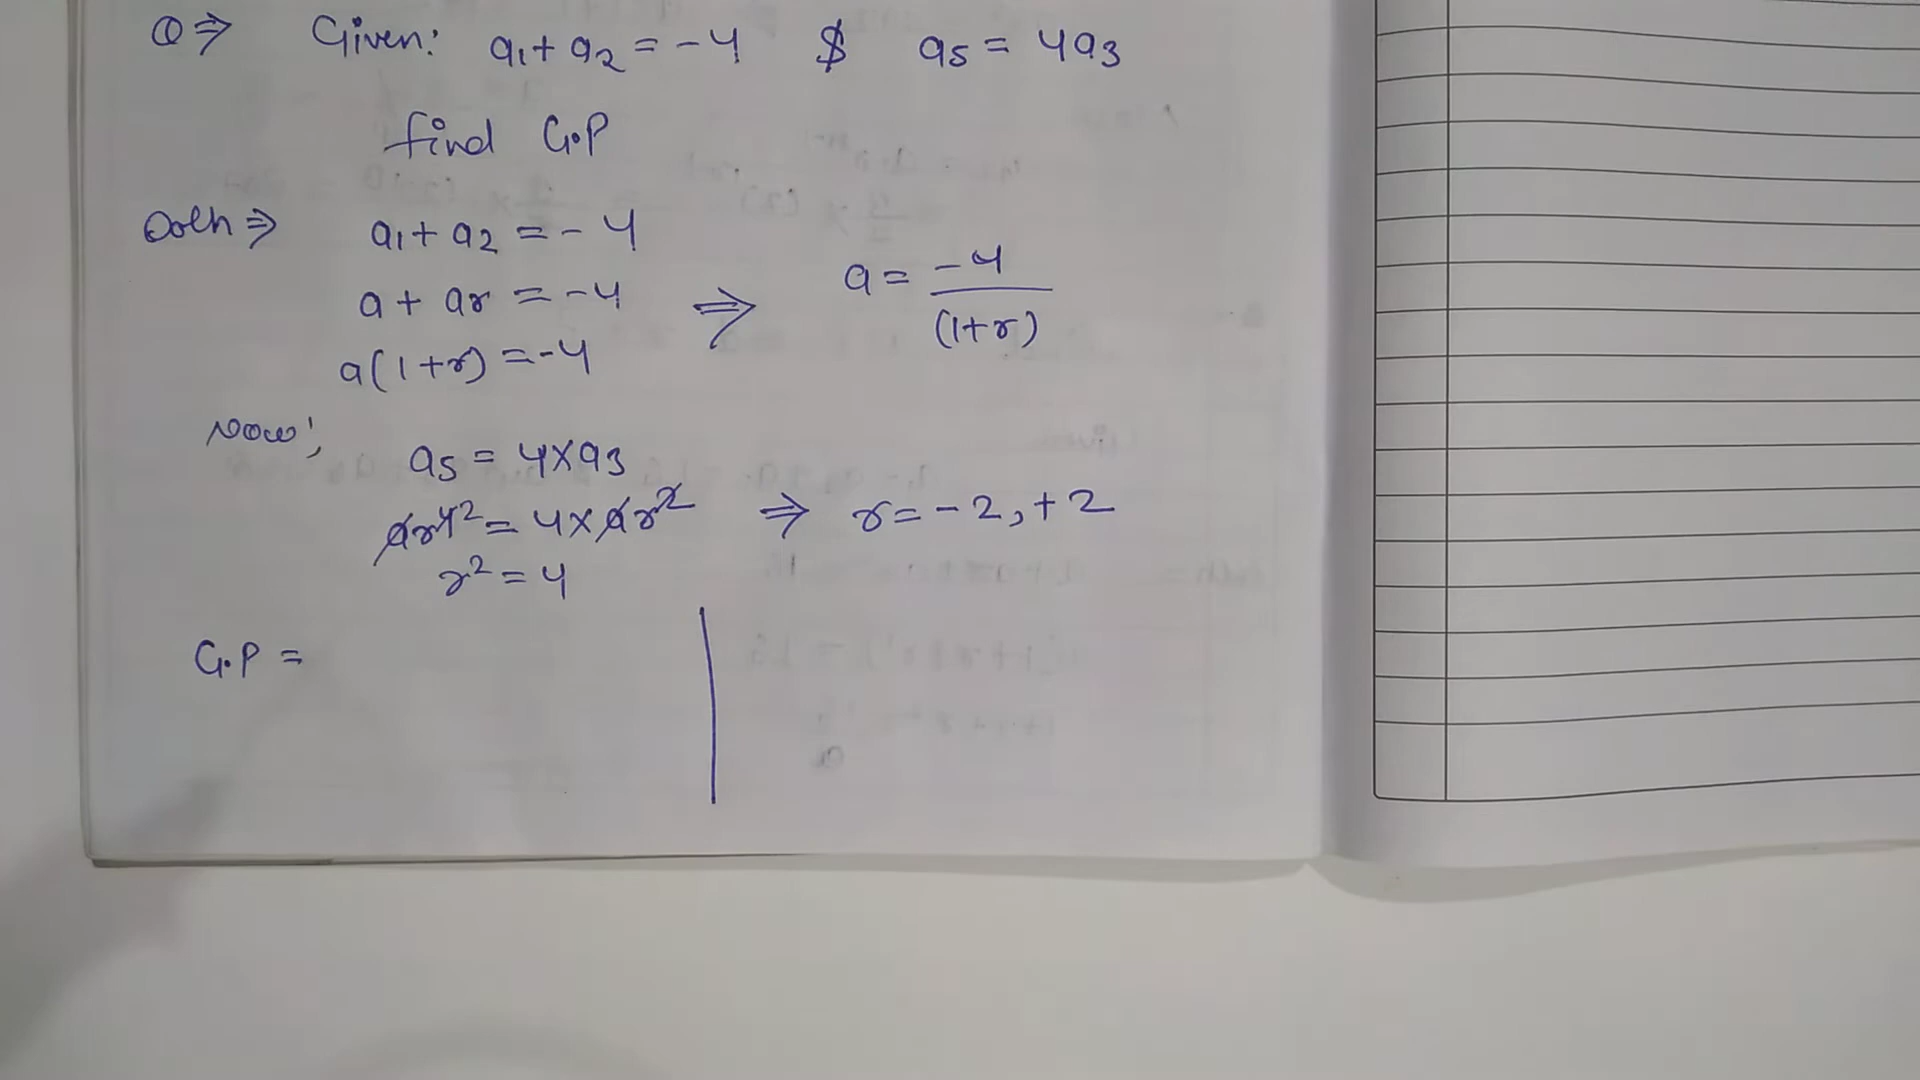 Q⇒ Given: a₁ + a₂ = -4 $ a₅ = 4a₃
find G.P
Soln ⇒ a₁ + a₂ = -4
a + ar = -4 ⇒ a = -4/(1+r)
a(1+r) = -4
Now,
a₅ = 4×a₃
ar⁴² = 4×ar² ⇒ r = -2, +2
r² = 4
G.P =